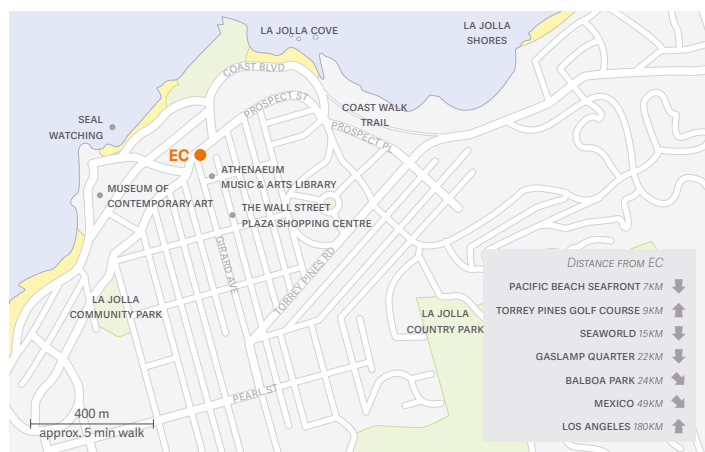 LA JOLLA COVE
LA JOLLA
SHORES
COAST BLVD
PROSPECT ST
COAST WALK
TRAIL
PROSPECT PL
SEAL
WATCHING
EC
ATHENAEUM
MUSIC & ARTS LIBRARY
MUSEUM OF
CONTEMPORARY ART
THE WALL STREET
PLAZA SHOPPING CENTRE
GIRARD AVE
TORREY PINES RD
LA JOLLA
COMMUNITY PARK
LA JOLLA
COUNTRY PARK
PEARL ST
400 m
approx. 5 min walk
DISTANCE FROM EC
PACIFIC BEACH SEAFRONT 7KM
TORREY PINES GOLF COURSE 9KM
SEAWORLD 15KM
GASLAMP QUARTER 22KM
BALBOA PARK 24KM
MEXICO 49KM
LOS ANGELES 180KM